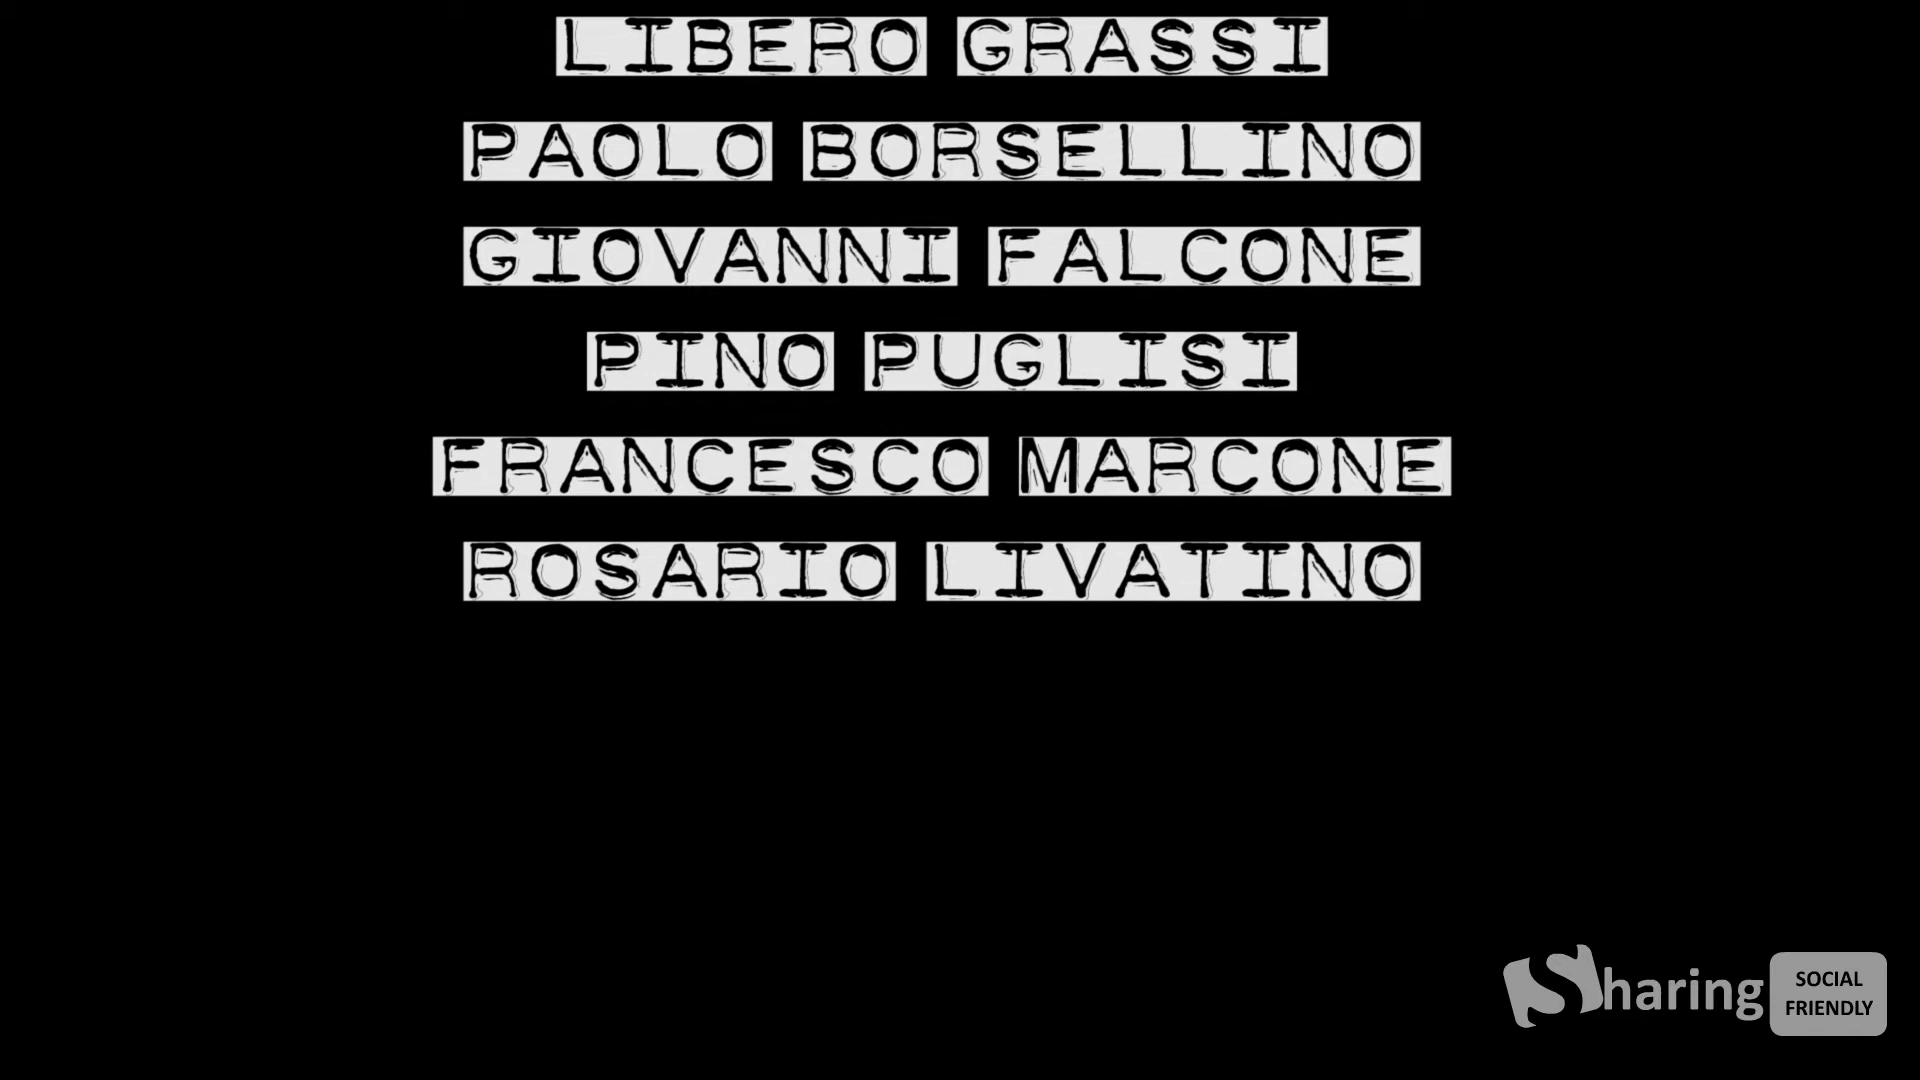 LIBERO GRASSI
PAOLO BORSELLINO
GIOVANNI FALCONE
PINO PUGLISI
FRANCESCO MARCONE
ROSARIO LIVATINO
Sharing SOCIAL FRIENDLY